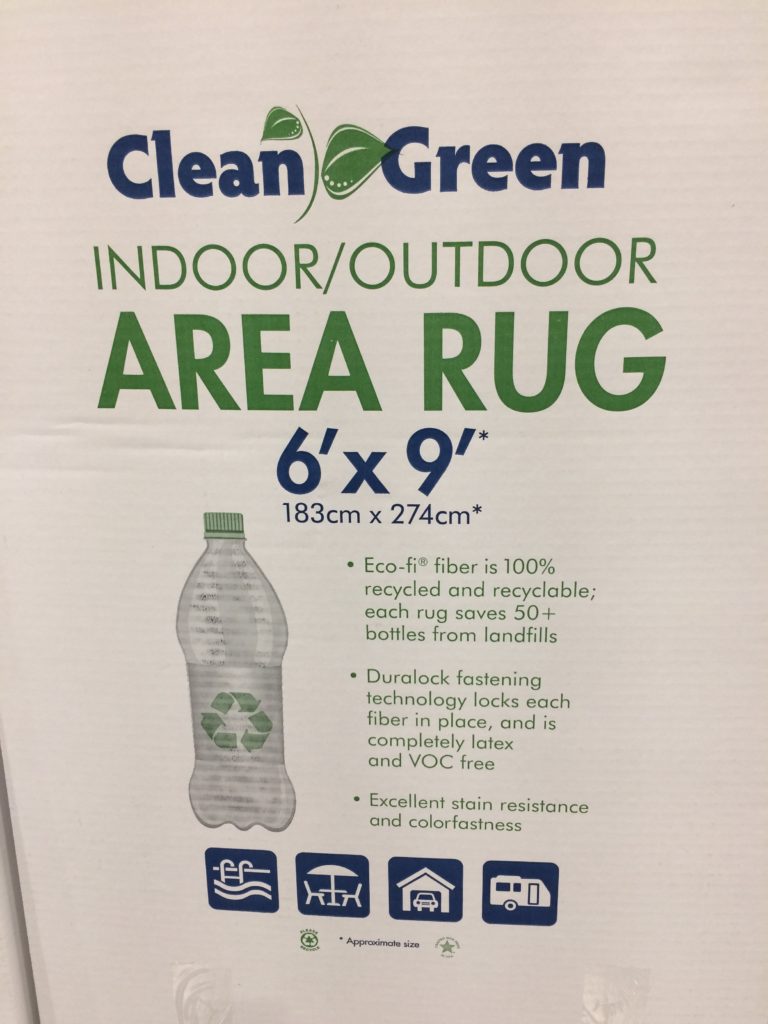 Clean Green
INDOOR/OUTDOOR
AREA RUG
6' x 9'*
183cm x 274cm*
• Eco-fi® fiber is 100%
recycled and recyclable;
each rug saves 50+
bottles from landfills
• Duralock fastening
technology locks each
fiber in place, and is
completely latex
and VOC free
• Excellent stain resistance
and colorfastness
PLEASE
RECYCLE
* Approximate size